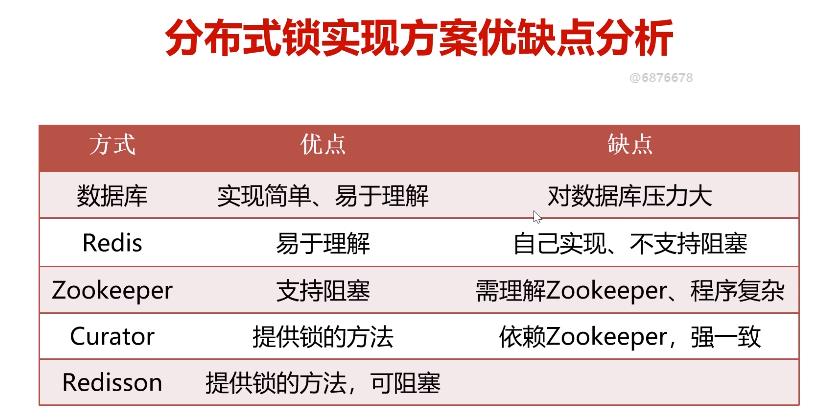 分布式锁实现方案优缺点分析
@6876678
方式 优点 缺点
数据库 实现简单、易于理解 对数据库压力大
Redis 易于理解 自己实现、不支持阻塞
Zookeeper 支持阻塞 需理解Zookeeper、程序复杂
Curator 提供锁的方法 依赖Zookeeper，强一致
Redisson 提供锁的方法，可阻塞